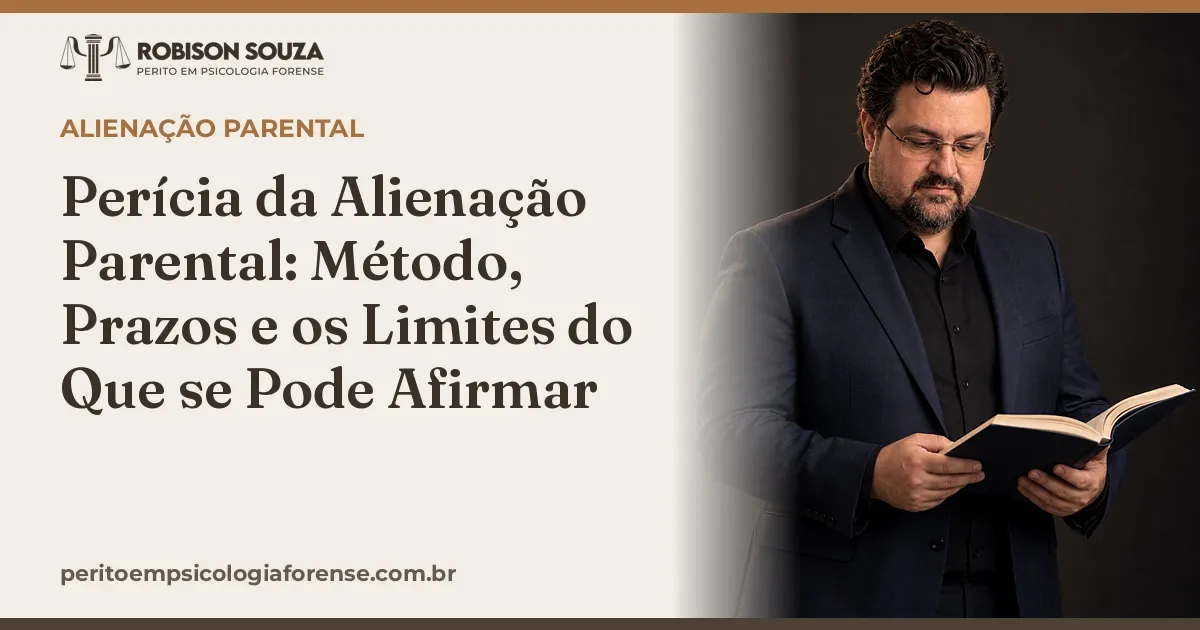 ROBISON SOUZA
PERITO EM PSICOLOGIA FORENSE
ALIENAÇÃO PARENTAL
Perícia da Alienação
Parental: Método,
Prazos e os Limites do
Que se Pode Afirmar
peritoempsicologiaforense.com.br